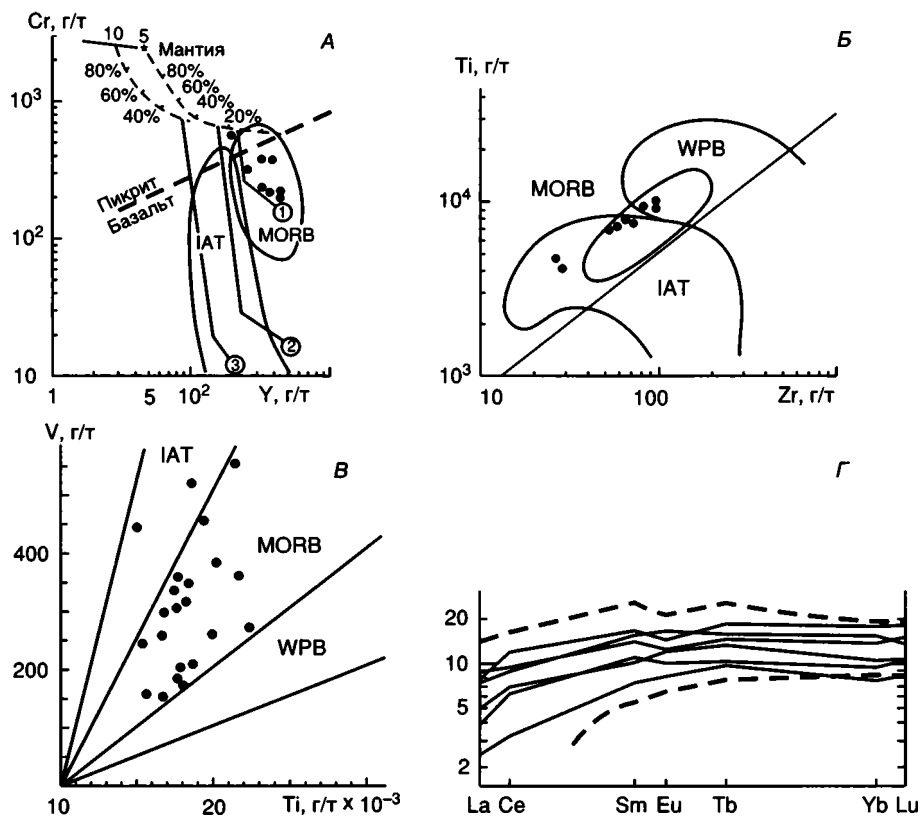 Cr, г/т
А
10
5
Мантия
80%
80%
60%
60%
40%
40%
20%
10³
Пикрит
Базальт
1
IAT
MORB
10²
2
3
10
1
5
10²
Y, г/т
Б
Ti, г/т
WPB
MORB
10⁴
IAT
10³
10
100
Zr, г/т
V, г/т
В
IAT
MORB
400
WPB
200
10
20
Ti, г/т × 10⁻³
Г
20
10
5
2
La Ce Sm Eu Tb Yb Lu